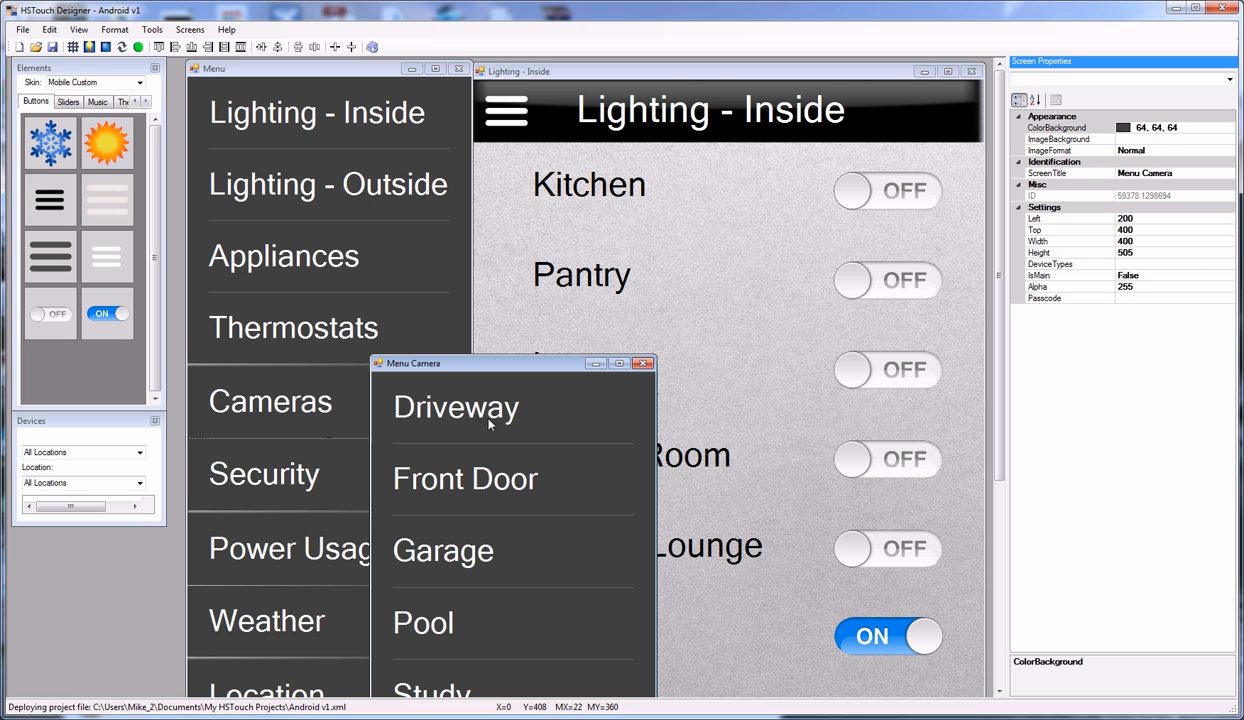 HSTouch Designer - Android v1
File Edit View Format Tools Screens Help
Elements
Skin: Mobile Custom
Buttons Sliders Music
OFF ON
Devices
All Locations
Location:
All Locations
Menu
Lighting - Inside
Lighting - Outside
Appliances
Thermostats
Cameras
Security
Power Usag
Weather
Location
Lighting - Inside
Lighting - Inside
Kitchen OFF
Pantry OFF
OFF
Room OFF
Lounge OFF
ON
Menu Camera
Driveway
Front Door
Garage
Pool
Study
Screen Properties
Appearance
ColorBackground 64, 64, 64
ImageBackground
ImageFormat Normal
Identification
ScreenTitle Menu Camera
Misc
ID 59378.1298694
Settings
Left 200
Top 400
Width 400
Height 505
DeviceTypes
IsMain False
Alpha 255
Passcode
ColorBackground
Deploying project file: C:\Users\Mike_2\Documents\My HSTouch Projects\Android v1.xml X=0 Y=408 MX=22 MY=360